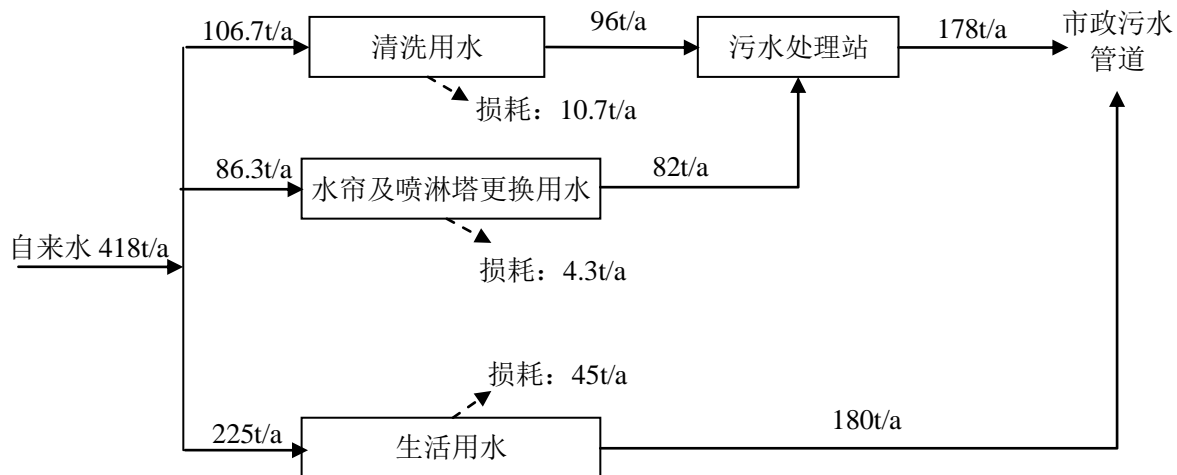 106.7t/a
清洗用水
96t/a
污水处理站
178t/a
市政污水
管道
损耗：10.7t/a
86.3t/a
水帘及喷淋塔更换用水
82t/a
自来水 418t/a
损耗：4.3t/a
损耗：45t/a
225t/a
生活用水
180t/a